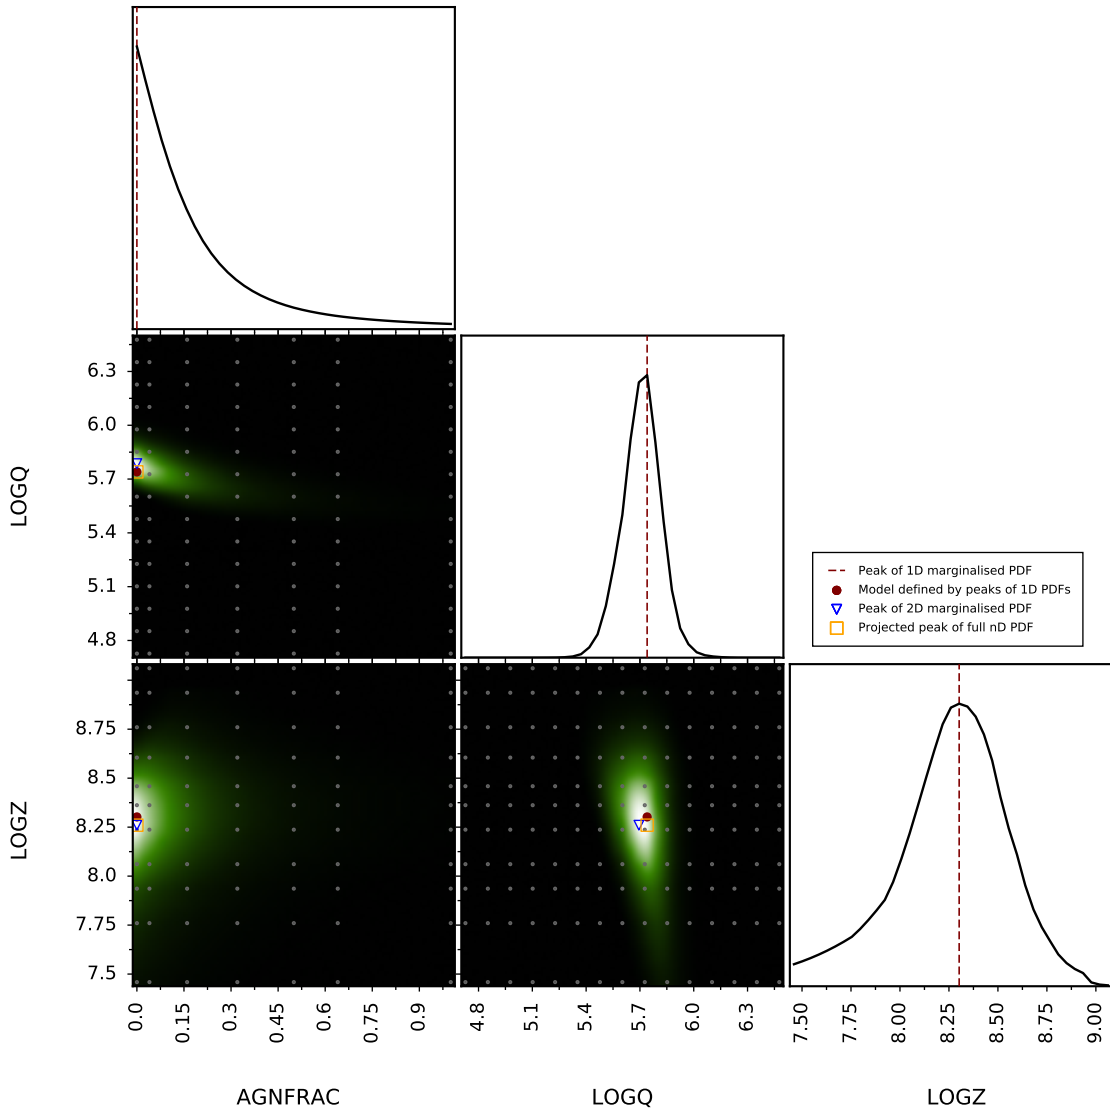 6.3
6.0
5.7
5.4
5.1
4.8
LOGQ
Peak of 1D marginalised PDF
Model defined by peaks of 1D PDFs
Peak of 2D marginalised PDF
Projected peak of full nD PDF
8.75
8.5
8.25
8.0
7.75
7.5
LOGZ
0.0 0.15 0.3 0.45 0.6 0.75 0.9
4.8 5.1 5.4 5.7 6.0 6.3
7.50 7.75 8.00 8.25 8.50 8.75 9.00
AGNFRAC LOGQ LOGZ